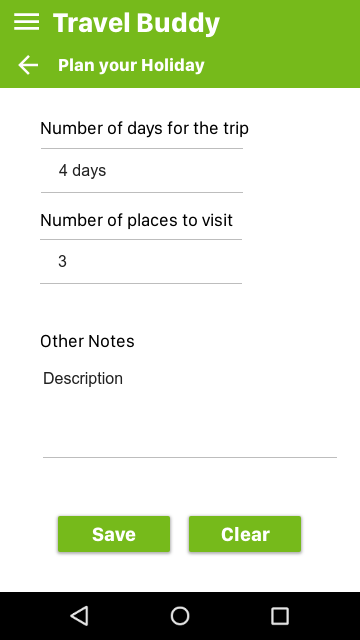 Travel Buddy
Plan your Holiday
Number of days for the trip
4 days
Number of places to visit
3
Other Notes
Description
Save Clear